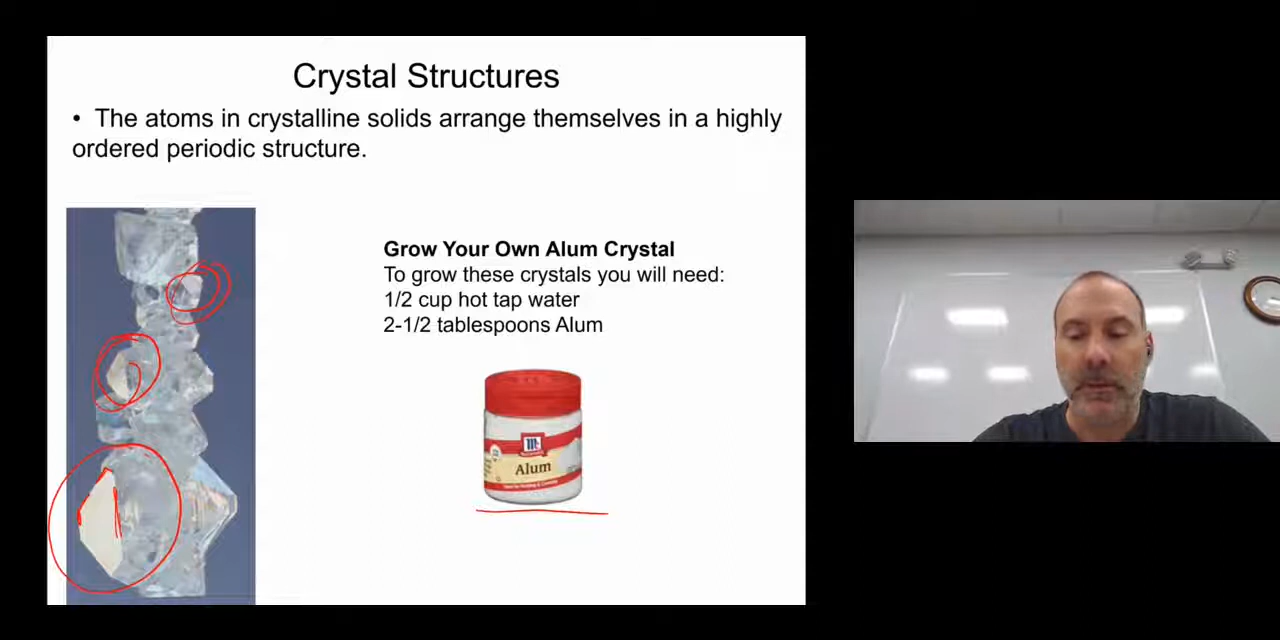 Crystal Structures
• The atoms in crystalline solids arrange themselves in a highly
ordered periodic structure.
Grow Your Own Alum Crystal
To grow these crystals you will need:
1/2 cup hot tap water
2-1/2 tablespoons Alum
Alum